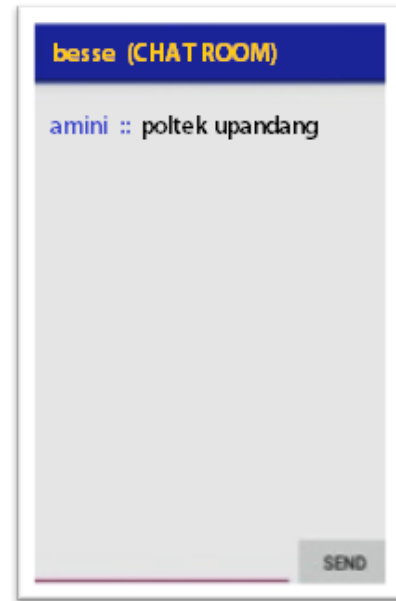 besse (CHAT ROOM)
amini :: poltek upandang
SEND